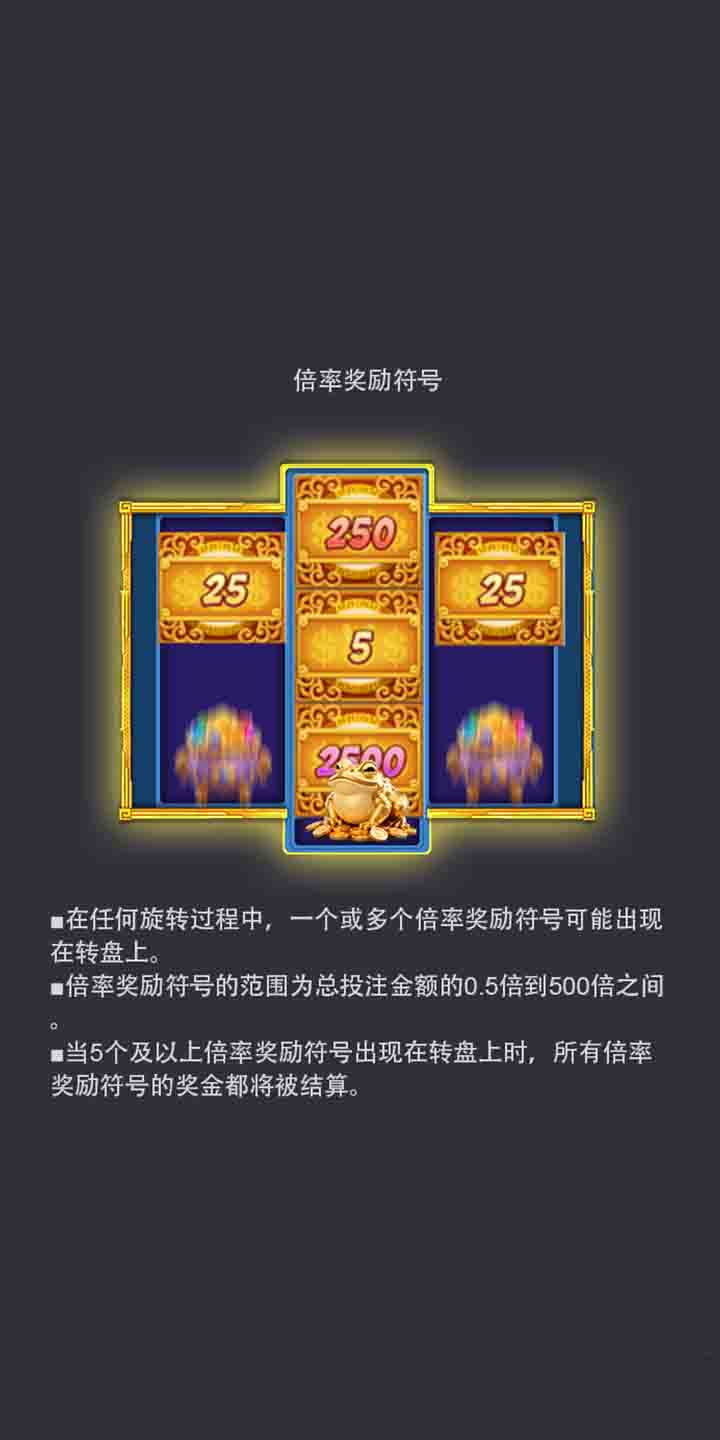 倍率奖励符号
250
25
25
5
2500
■在任何旋转过程中，一个或多个倍率奖励符号可能出现
在转盘上。
■倍率奖励符号的范围为总投注金额的0.5倍到500倍之间
。
■当5个及以上倍率奖励符号出现在转盘上时，所有倍率
奖励符号的奖金都将被结算。